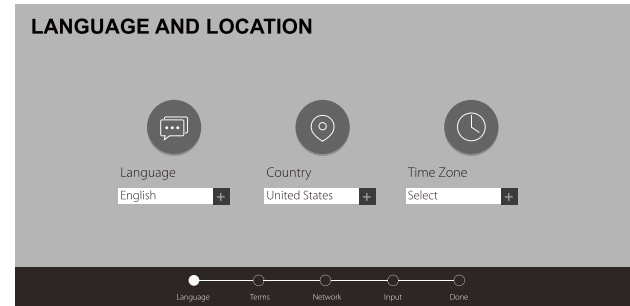 LANGUAGE AND LOCATION
Language Country Time Zone
English + United States + Select +
Language Terms Network Input Done